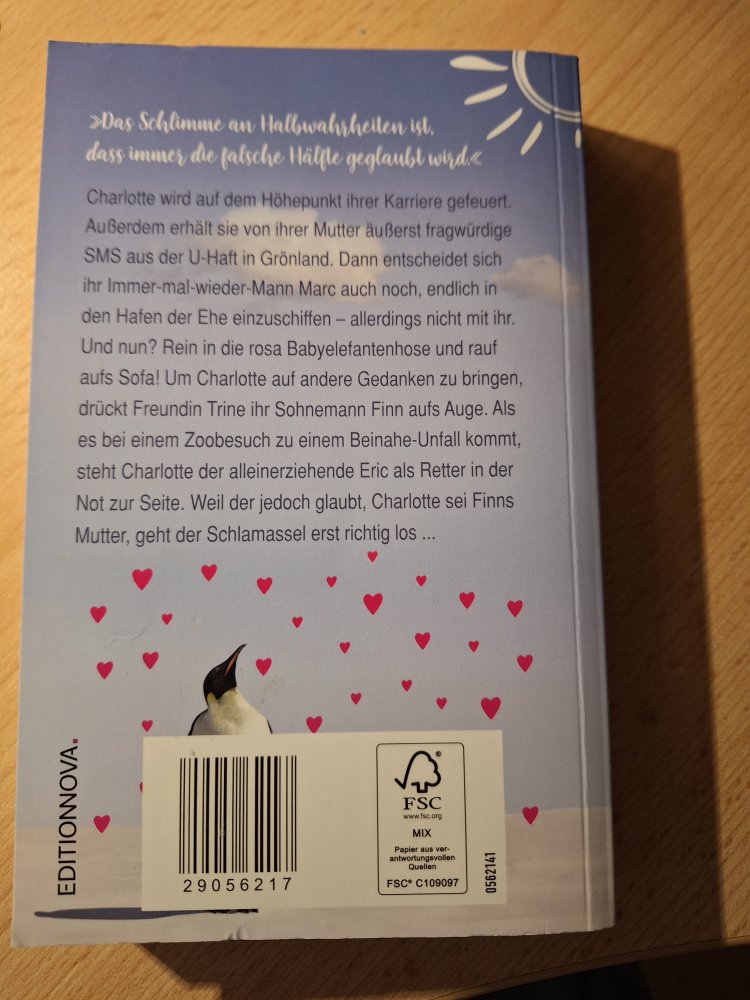 »Das Schlimme an Halbwahrheiten ist,
dass immer die falsche Hälfte geglaubt wird.«
Charlotte wird auf dem Höhepunkt ihrer Karriere gefeuert.
Außerdem erhält sie von ihrer Mutter äußerst fragwürdige
SMS aus der U-Haft in Grönland. Dann entscheidet sich
ihr Immer-mal-wieder-Mann Marc auch noch, endlich in
den Hafen der Ehe einzuschiffen – allerdings nicht mit ihr.
Und nun? Rein in die rosa Babyelefantenhose und rauf
aufs Sofa! Um Charlotte auf andere Gedanken zu bringen,
drückt Freundin Trine ihr Sohnemann Finn aufs Auge. Als
es bei einem Zoobesuch zu einem Beinahe-Unfall kommt,
steht Charlotte der alleinerziehende Eric als Retter in der
Not zur Seite. Weil der jedoch glaubt, Charlotte sei Finns
Mutter, geht der Schlamassel erst richtig los ...
EDITIONNOVA.
29056217
®
FSC
www.fsc.org
MIX
Papier aus ver-
antwortungsvollen
Quellen
FSC® C109097
0562141